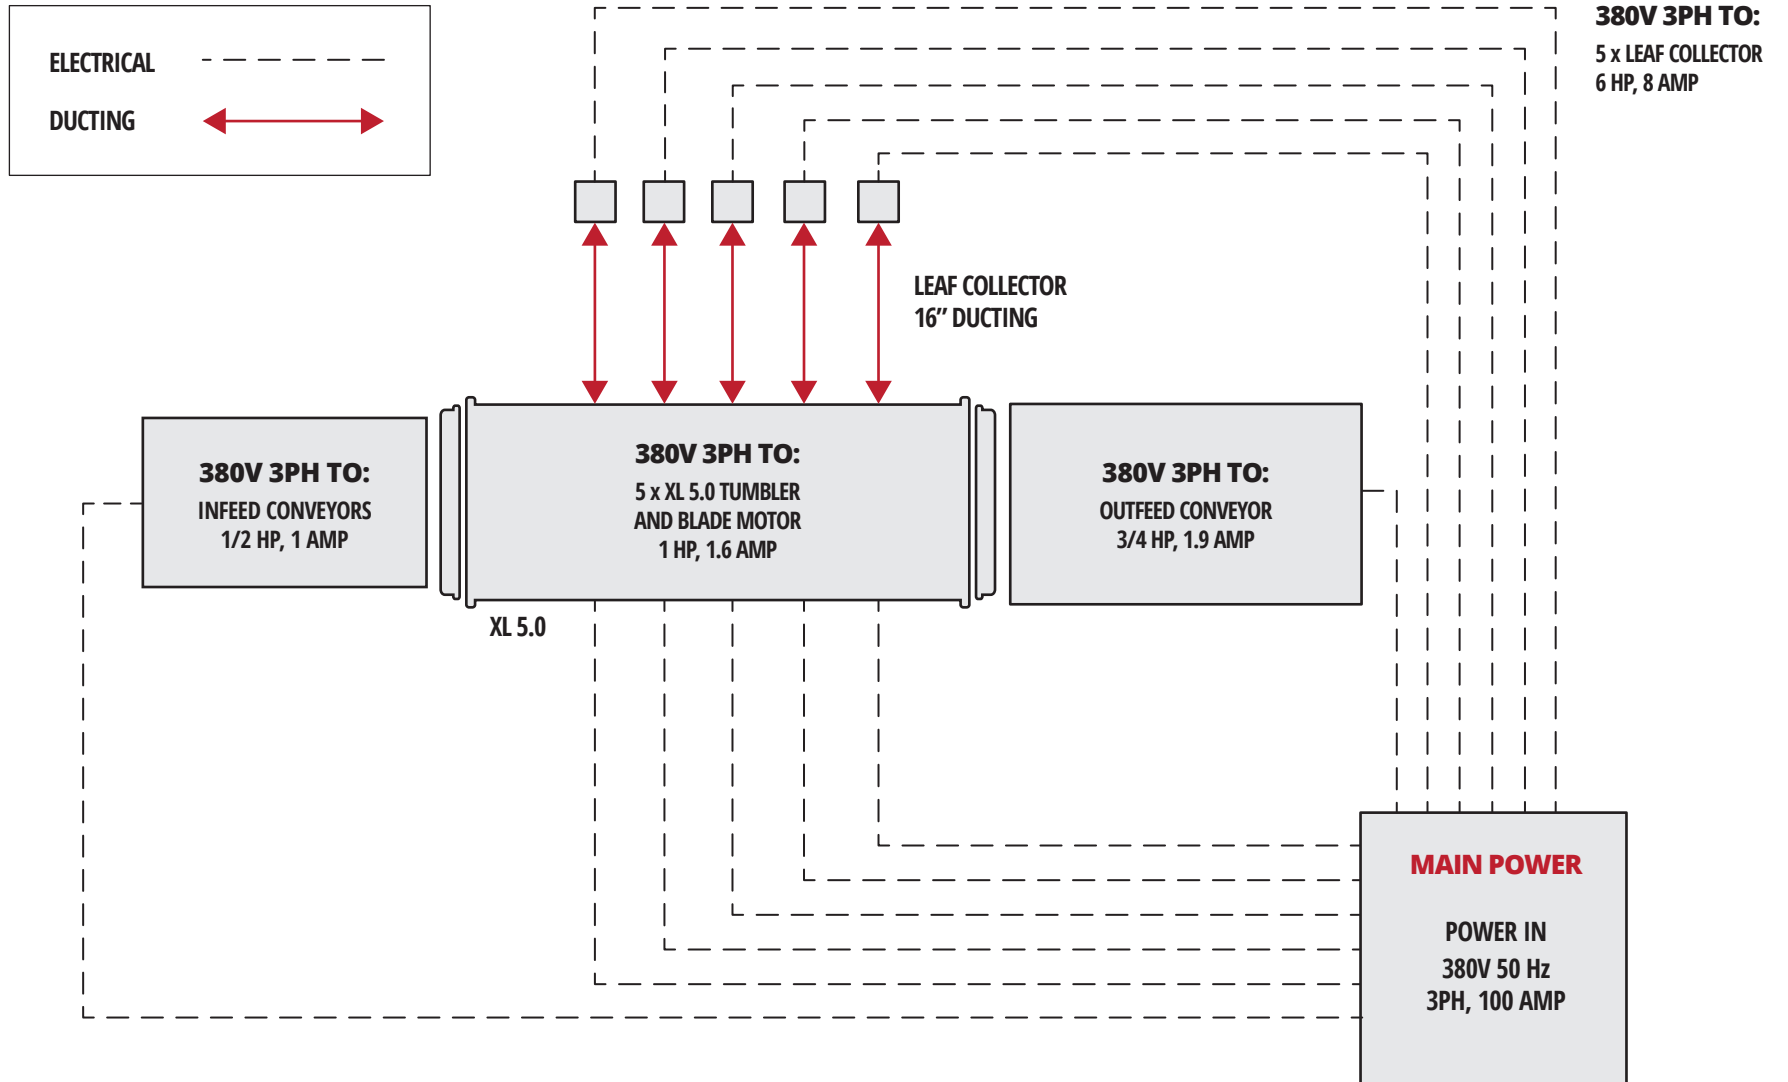 ELECTRICAL
DUCTING
380V 3PH TO:
5 x LEAF COLLECTOR
6 HP, 8 AMP
LEAF COLLECTOR
16” DUCTING
380V 3PH TO:
INFEED CONVEYORS
1/2 HP, 1 AMP
380V 3PH TO:
5 x XL 5.0 TUMBLER
AND BLADE MOTOR
1 HP, 1.6 AMP
380V 3PH TO:
OUTFEED CONVEYOR
3/4 HP, 1.9 AMP
XL 5.0
MAIN POWER
POWER IN
380V 50 Hz
3PH, 100 AMP